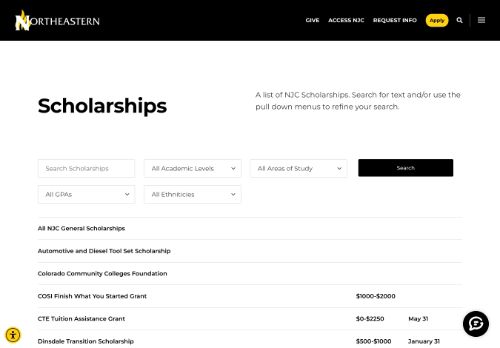 NORTHEASTERN
GIVE ACCESS NJC REQUEST INFO Apply
Scholarships
A list of NJC Scholarships. Search for text and/or use the
pull down menus to refine your search.
Search Scholarships All Academic Levels All Areas of Study Search
All GPAs All Ethnicities
All NJC General Scholarships
Automotive and Diesel Tool Set Scholarship
Colorado Community Colleges Foundation
COSI Finish What You Started Grant $1000-$2000
CTE Tuition Assistance Grant $0-$2250 May 31
Dinsdale Transition Scholarship $500-$1000 January 31